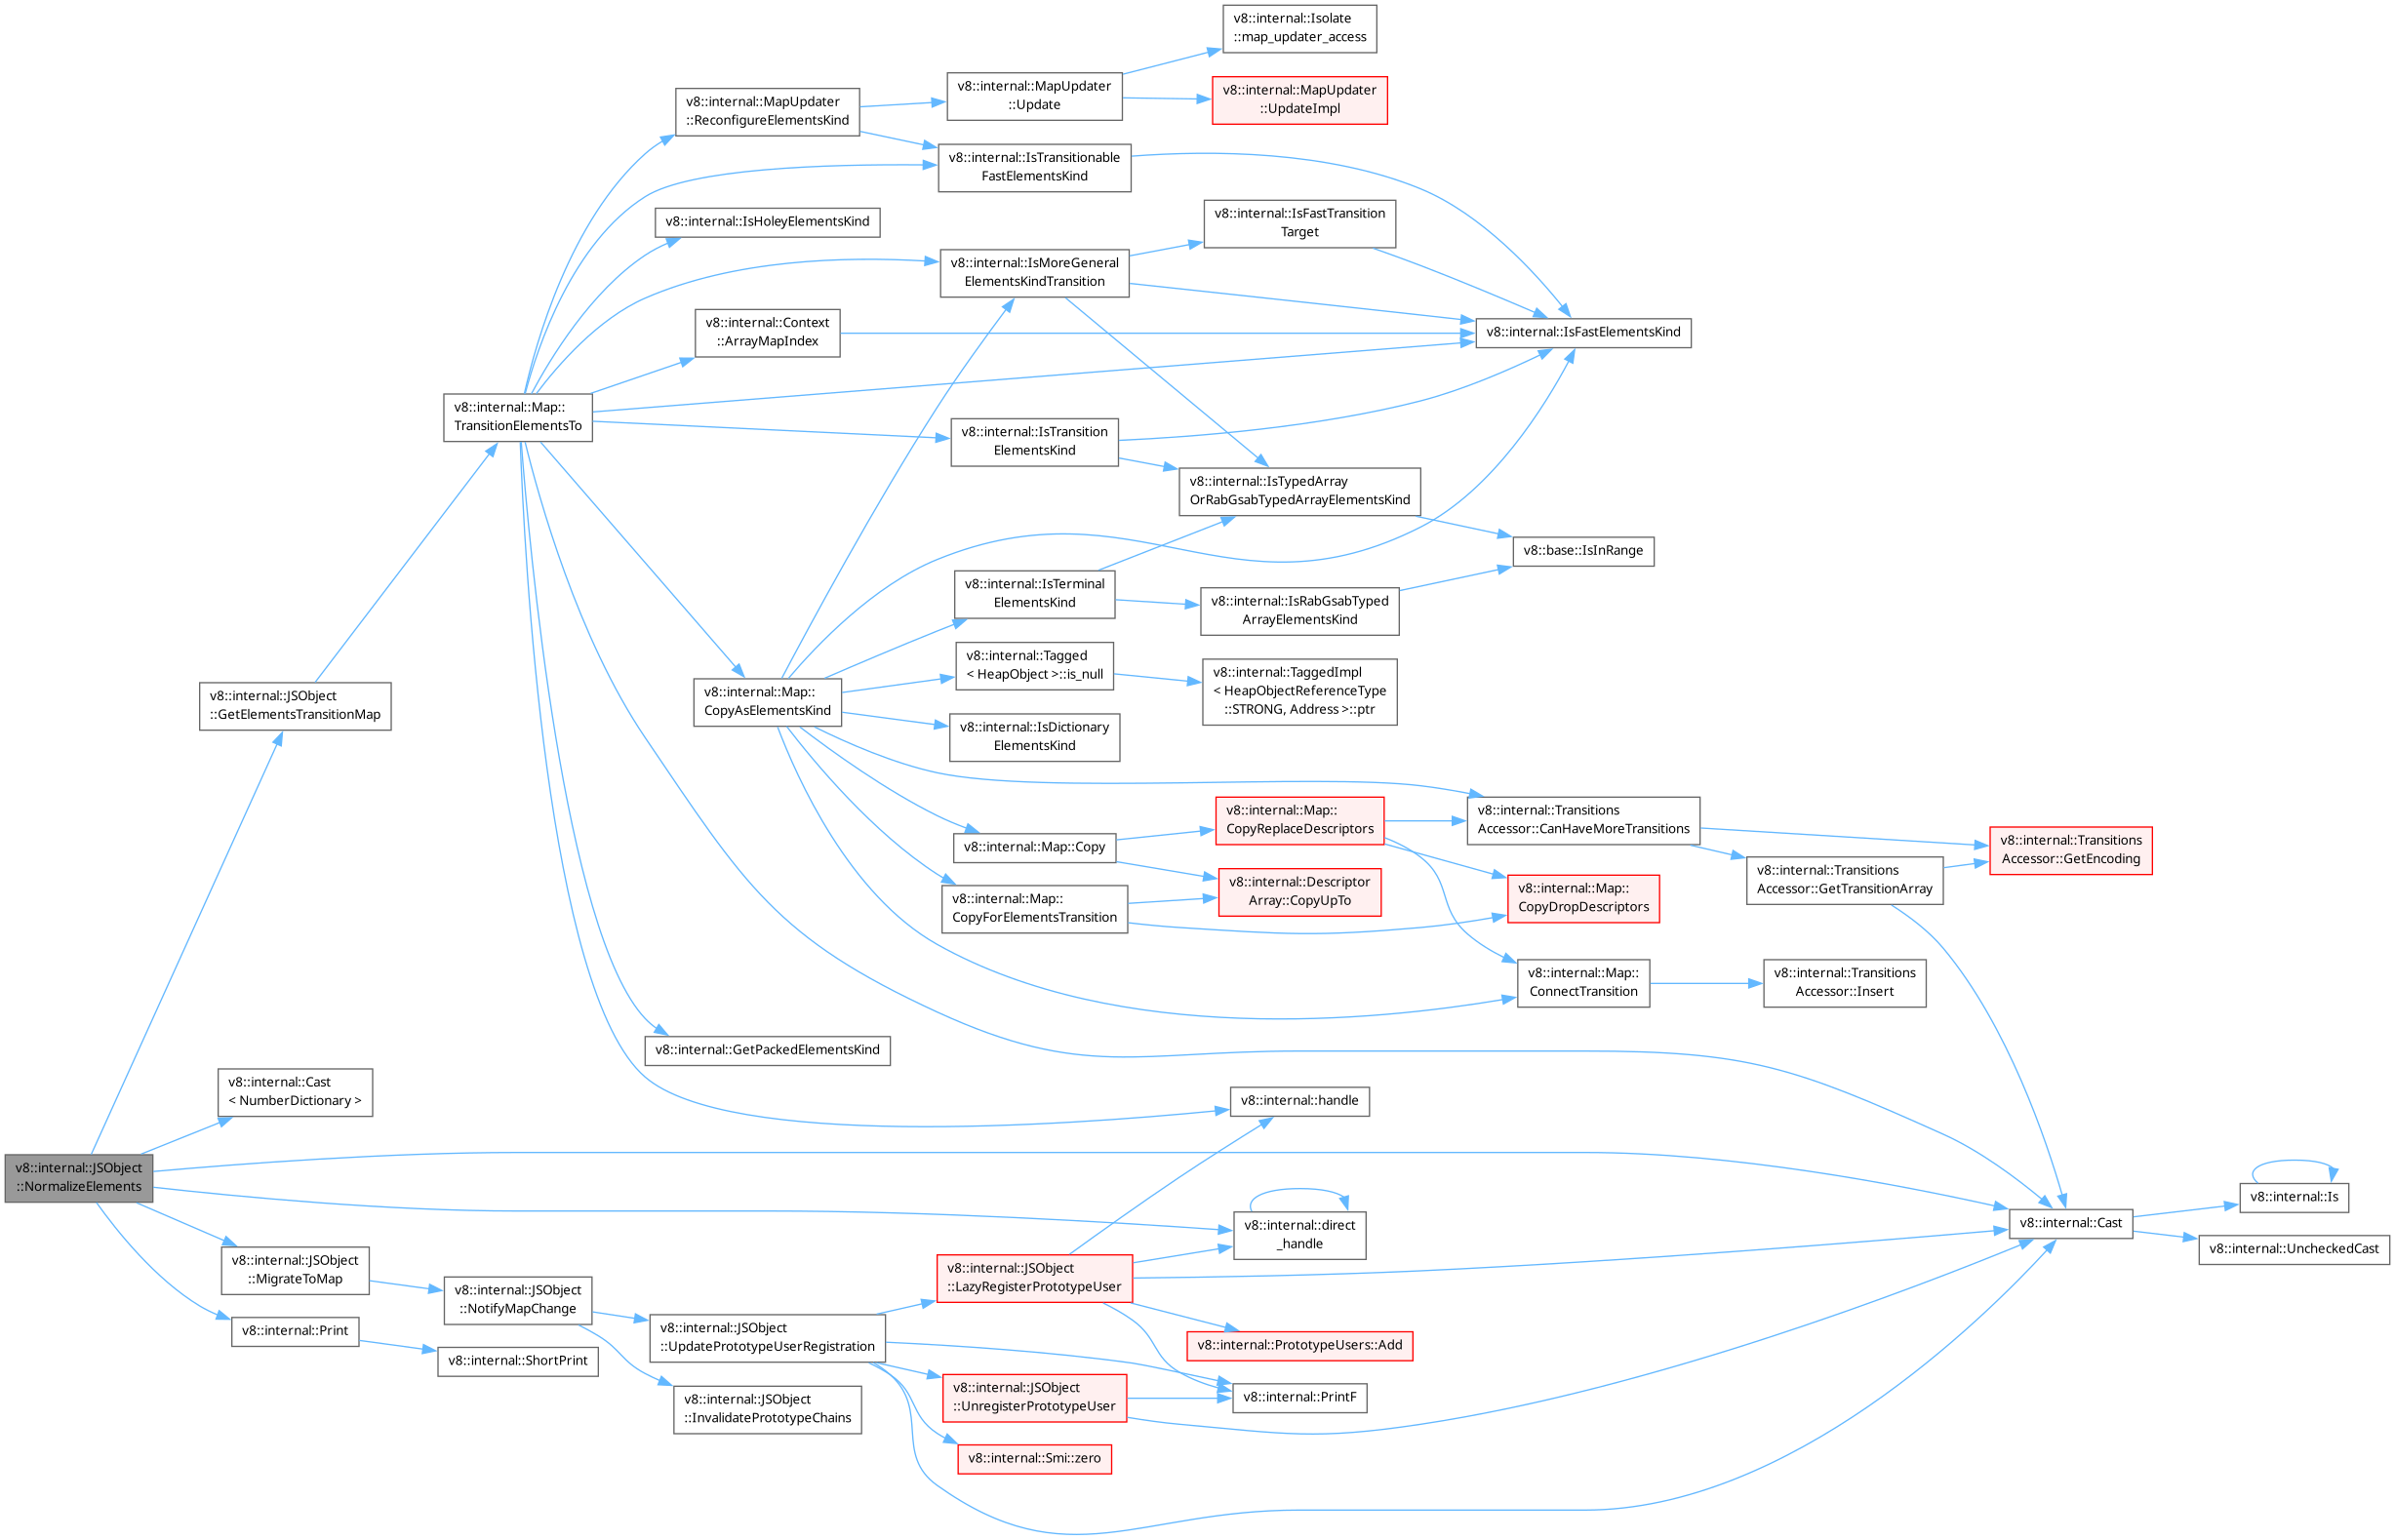 v8::internal::Isolate
::map_updater_access
v8::internal::MapUpdater
::Update
v8::internal::MapUpdater
::UpdateImpl
v8::internal::MapUpdater
::ReconfigureElementsKind
v8::internal::IsTransitionable
FastElementsKind
v8::internal::IsHoleyElementsKind
v8::internal::IsFastTransition
Target
v8::internal::IsMoreGeneral
ElementsKindTransition
v8::internal::Context
::ArrayMapIndex
v8::internal::IsFastElementsKind
v8::internal::Map::
TransitionElementsTo
v8::internal::IsTransition
ElementsKind
v8::internal::IsTypedArray
OrRabGsabTypedArrayElementsKind
v8::base::IsInRange
v8::internal::IsTerminal
ElementsKind
v8::internal::IsRabGsabTyped
ArrayElementsKind
v8::internal::Tagged
< HeapObject >::is_null
v8::internal::TaggedImpl
< HeapObjectReferenceType
::STRONG, Address >::ptr
v8::internal::JSObject
::GetElementsTransitionMap
v8::internal::Map::
CopyAsElementsKind
v8::internal::IsDictionary
ElementsKind
v8::internal::Map::
CopyReplaceDescriptors
v8::internal::Transitions
Accessor::CanHaveMoreTransitions
v8::internal::Map::Copy
v8::internal::Transitions
Accessor::GetEncoding
v8::internal::Transitions
Accessor::GetTransitionArray
v8::internal::Descriptor
Array::CopyUpTo
v8::internal::Map::
CopyDropDescriptors
v8::internal::Map::
CopyForElementsTransition
v8::internal::Map::
ConnectTransition
v8::internal::Transitions
Accessor::Insert
v8::internal::GetPackedElementsKind
v8::internal::Cast
< NumberDictionary >
v8::internal::handle
v8::internal::JSObject
::NormalizeElements
v8::internal::direct
_handle
v8::internal::Cast
v8::internal::Is
v8::internal::UncheckedCast
v8::internal::JSObject
::MigrateToMap
v8::internal::JSObject
::NotifyMapChange
v8::internal::JSObject
::LazyRegisterPrototypeUser
v8::internal::Print
v8::internal::ShortPrint
v8::internal::JSObject
::UpdatePrototypeUserRegistration
v8::internal::PrototypeUsers::Add
v8::internal::JSObject
::InvalidatePrototypeChains
v8::internal::JSObject
::UnregisterPrototypeUser
v8::internal::PrintF
v8::internal::Smi::zero